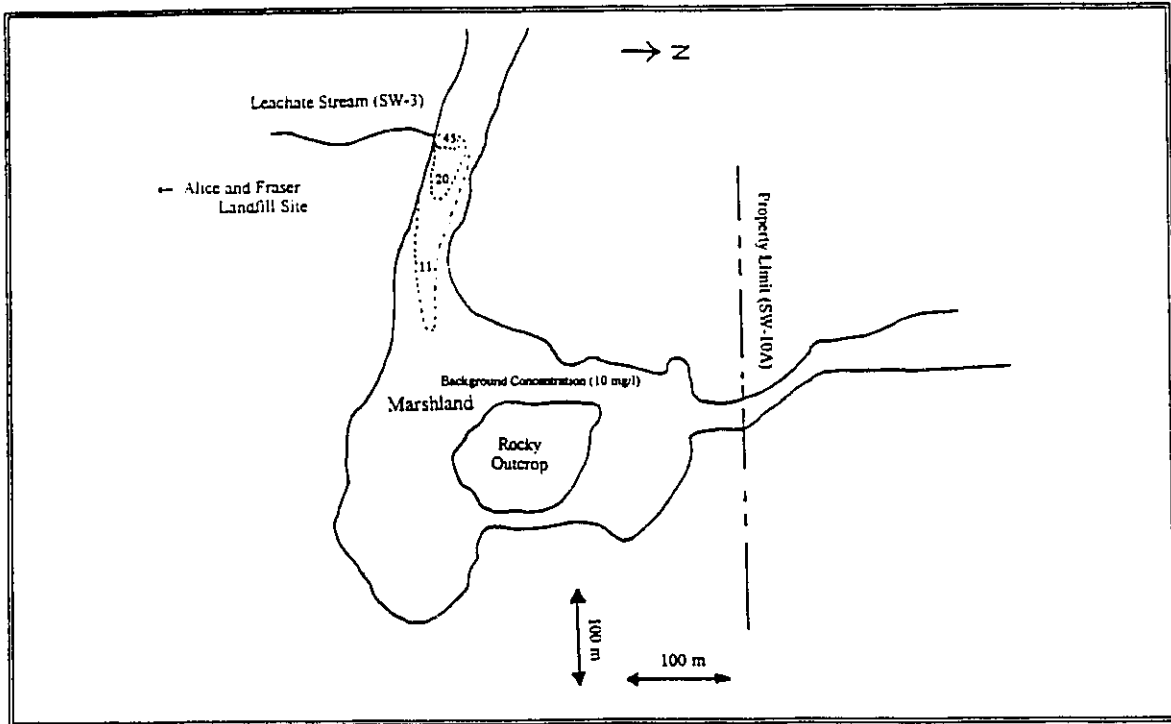 N
Leachate Stream (SW-3)
45
20
← Alice and Fraser
Landfill Site
11
Property Limit (SW-10A)
Background Concentration (10 mg/l)
Marshland
Rocky
Outcrop
100 m
100 m